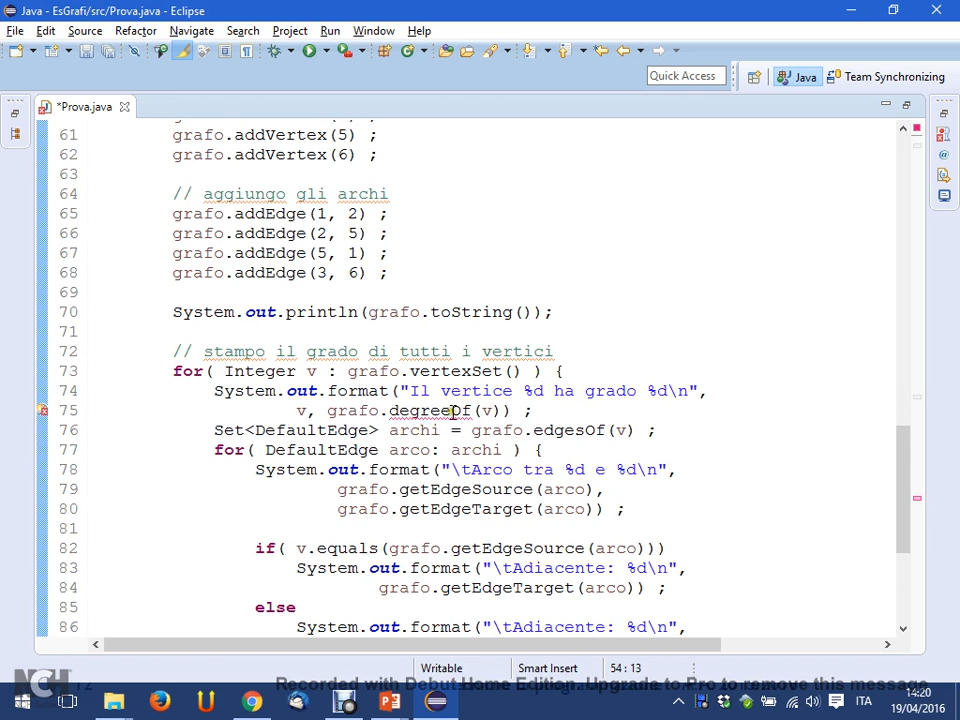 Java - EsGrafi/src/Prova.java - Eclipse
File Edit Source Refactor Navigate Search Project Run Window Help
Quick Access
Java
Team Synchronizing
*Prova.java
61 grafo.addVertex(5) ;
62 grafo.addVertex(6) ;
63
64 // aggiungo gli archi
65 grafo.addEdge(1, 2) ;
66 grafo.addEdge(2, 5) ;
67 grafo.addEdge(5, 1) ;
68 grafo.addEdge(3, 6) ;
69
70 System.out.println(grafo.toString());
71
72 // stampo il grado di tutti i vertici
73 for( Integer v : grafo.vertexSet() ) {
74 System.out.format("Il vertice %d ha grado %d\n",
75 v, grafo.degreeOf(v)) ;
76 Set<DefaultEdge> archi = grafo.edgesOf(v) ;
77 for( DefaultEdge arco: archi ) {
78 System.out.format("\tArco tra %d e %d\n",
79 grafo.getEdgeSource(arco),
80 grafo.getEdgeTarget(arco)) ;
81
82 if( v.equals(grafo.getEdgeSource(arco)))
83 System.out.format("\tAdiacente: %d\n",
84 grafo.getEdgeTarget(arco)) ;
85 else
86 System.out.format("\tAdiacente: %d\n",
Writable
Smart Insert
54 : 13
NCH
Recorded with Debut Home Edition. Upgrade to Pro to remove this message
ITA
14:20
19/04/2016